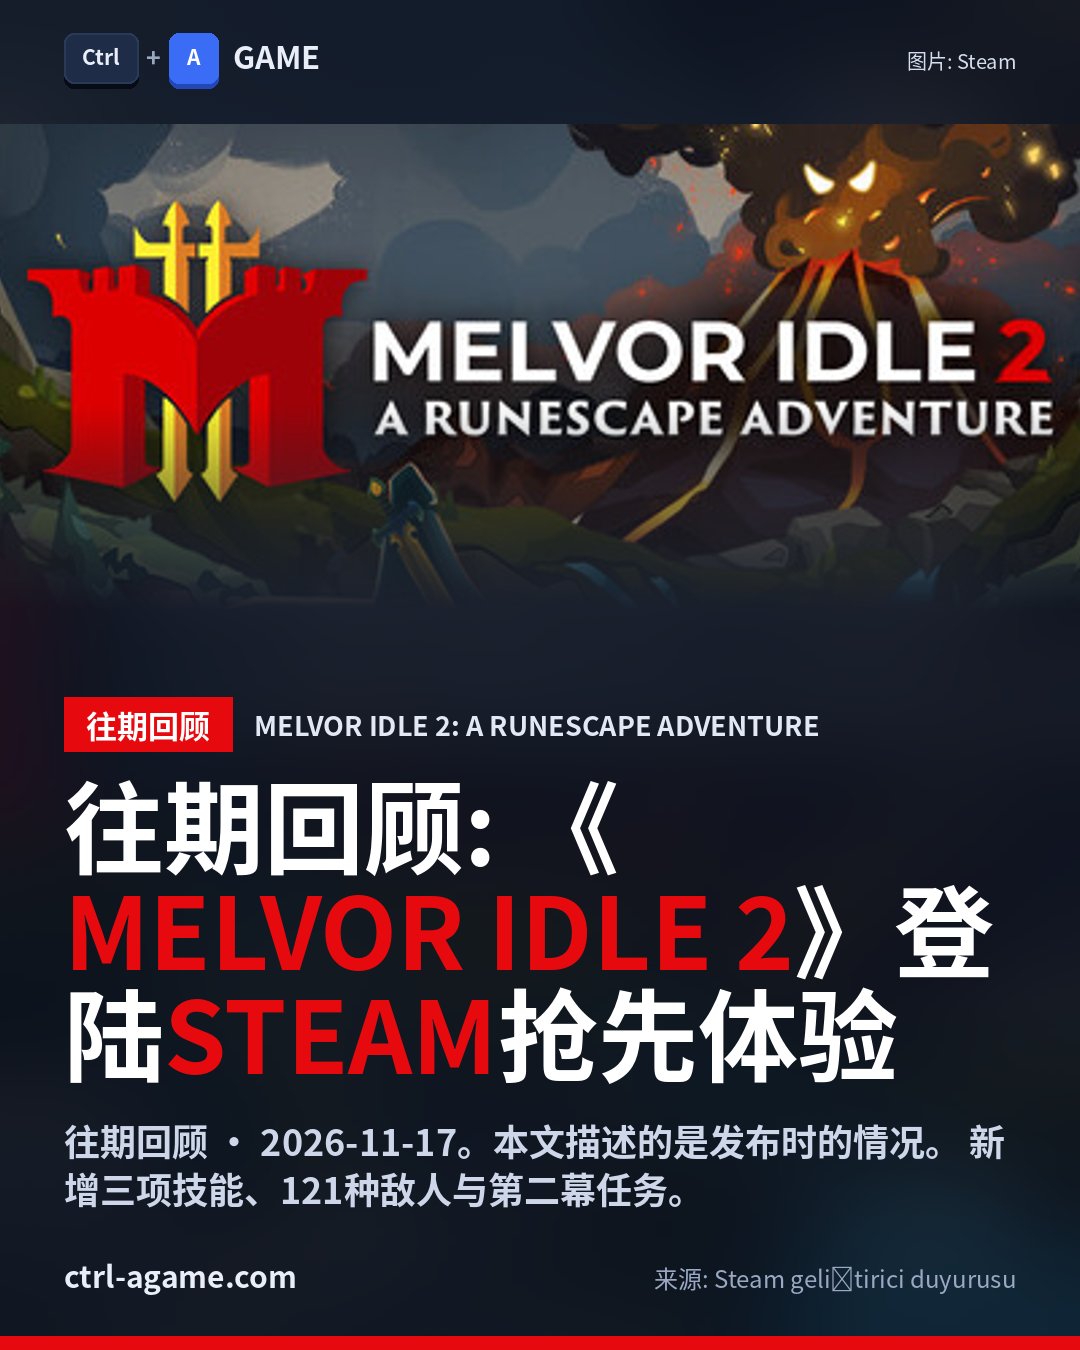 Ctrl + A GAME
图片: Steam
MELVOR IDLE 2
A RUNESCAPE ADVENTURE
往期回顾 MELVOR IDLE 2: A RUNESCAPE ADVENTURE
往期回顾: 《
MELVOR IDLE 2》登
陆STEAM抢先体验
往期回顾 · 2026-11-17。本文描述的是发布时的情况。 新
增三项技能、121种敌人与第二幕任务。
ctrl-agame.com
来源: Steam geli☒tirici duyurusu